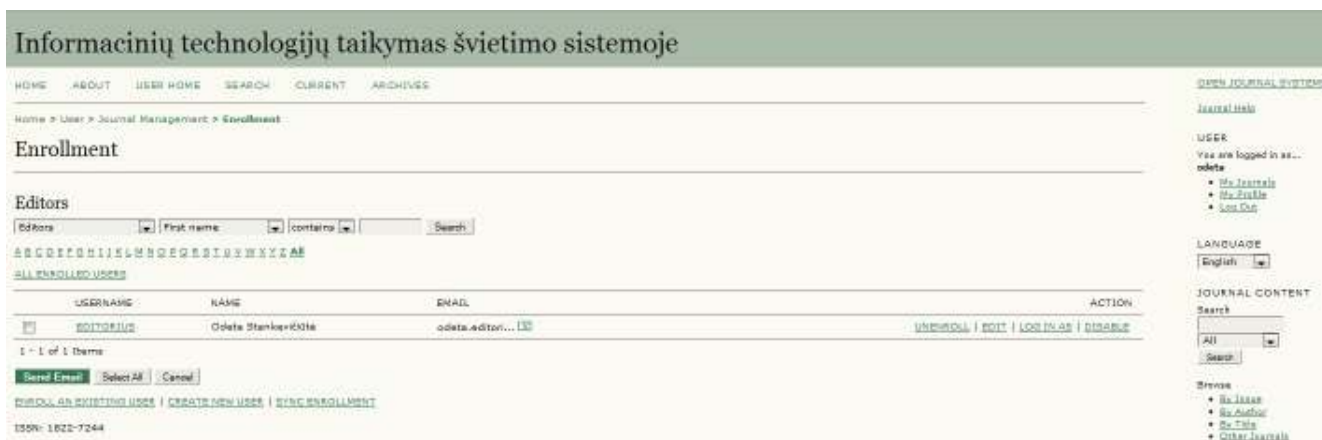 Informacinių technologijų taikymas švietimo sistemoje
HOME ABOUT USER HOME SEARCH CURRENT ARCHIVES
Home > User > Journal Management > Enrollment
Enrollment
Editors
Editors First name contains Search
A B C D E F G H I J K L M N O P Q R S T U V W X Y Z All
ALL ENROLLED USERS
USERNAME NAME EMAIL ACTION
EDITORIUS Odeta Stankevičiūtė odeta.editori... UNENROLL | EDIT | LOG IN AS | DISABLE
1 - 1 of 1 Items
Send Email Select All Cancel
ENROLL AN EXISTING USER | CREATE NEW USER | SYNC ENROLLMENT
ISSN: 1822-7244
OPEN JOURNAL SYSTEMS
Journal Help
USER
You are logged in as...
odeta
My Journals
My Profile
Log Out
LANGUAGE
English
JOURNAL CONTENT
Search
All
Search
Browse
By Issue
By Author
By Title
Other Journals